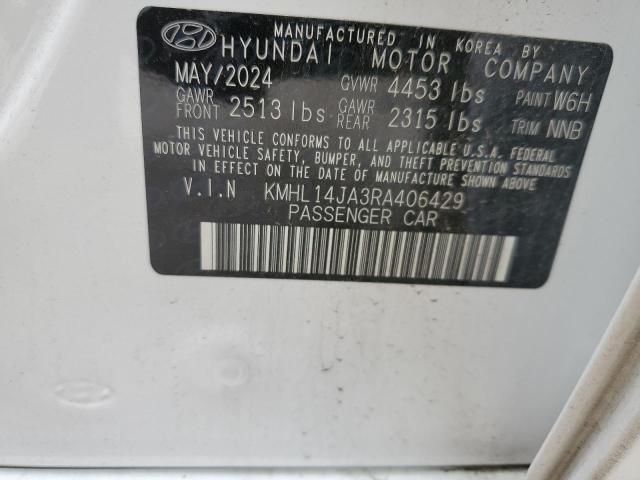 MANUFACTURED IN KOREA BY
HYUNDAI MOTOR COMPANY
MAY/2024 GVWR 4453 lbs PAINT W6H
GAWR FRONT 2513 lbs GAWR REAR 2315 lbs TRIM NNB
THIS VEHICLE CONFORMS TO ALL APPLICABLE U.S.A. FEDERAL
MOTOR VEHICLE SAFETY, BUMPER, AND THEFT PREVENTION STANDARDS
IN EFFECT ON THE DATE OF MANUFACTURE SHOWN ABOVE.
V.I.N KMHL14JA3RA406429
PASSENGER CAR